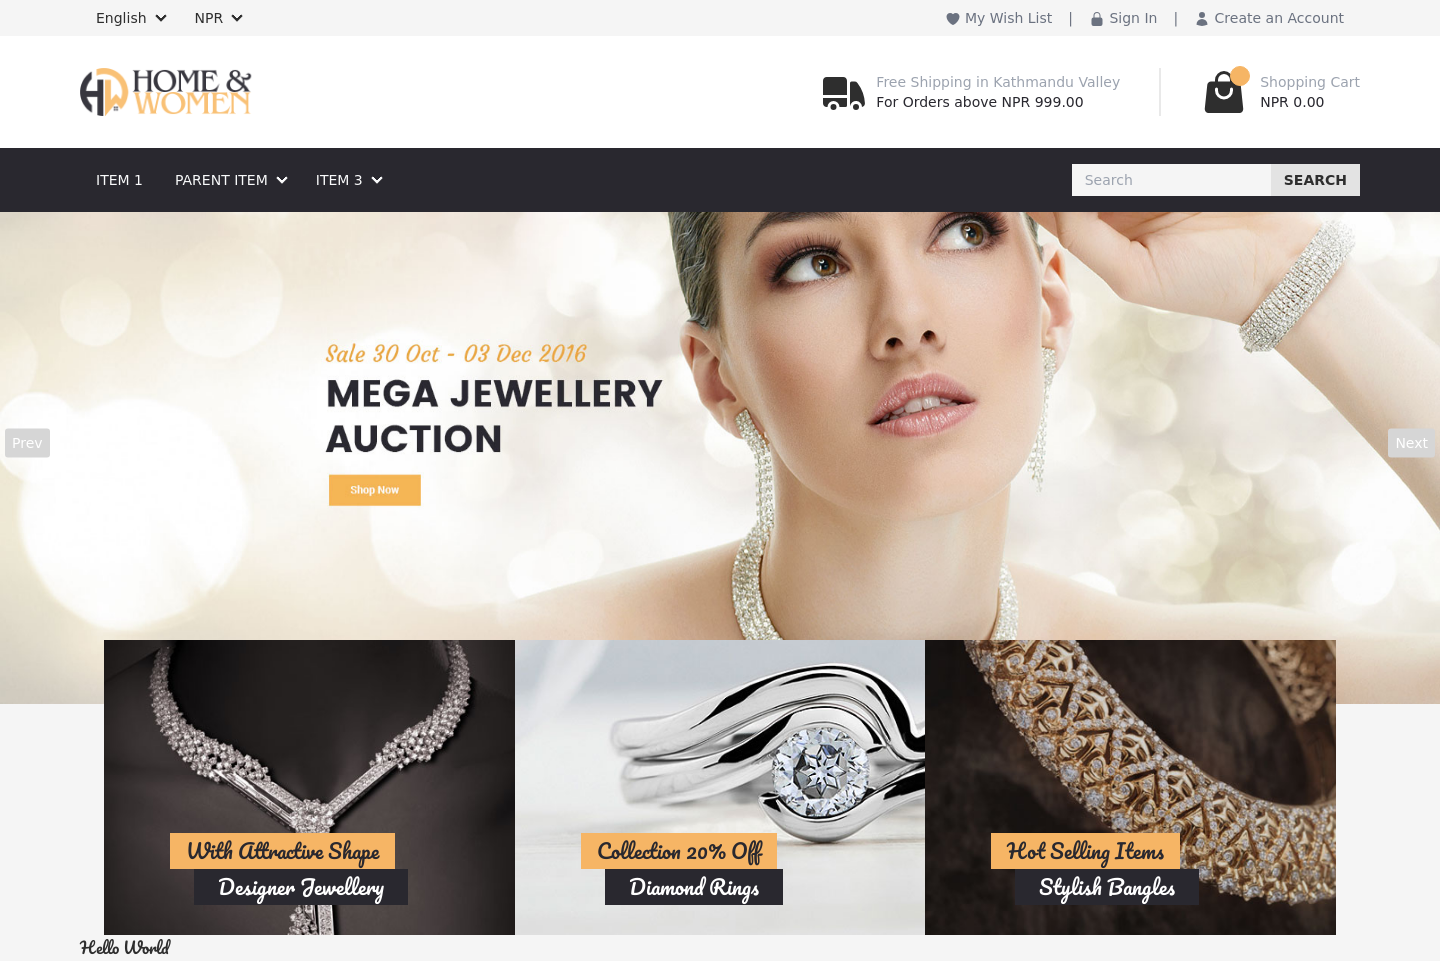 English NPR My Wish List | Sign In | Create an Account
HOME &
WOMEN
Free Shipping in Kathmandu Valley
For Orders above NPR 999.00
Shopping Cart
NPR 0.00
ITEM 1 PARENT ITEM ITEM 3 Search SEARCH
Sale 30 Oct - 03 Dec 2016
MEGA JEWELLERY
AUCTION
Prev
Next
Shop Now
With Attractive Shape
Designer Jewellery
Collection 20% Off
Diamond Rings
Hot Selling Items
Stylish Bangles
Hello World